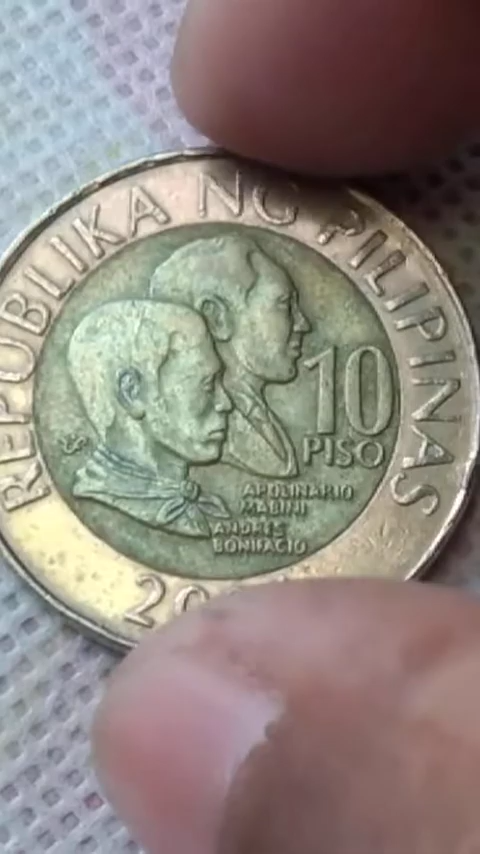 REPUBLIKA NG PILIPINAS
10
PISO
APOLINARIO
MABINI
ANDRES
BONIFACIO